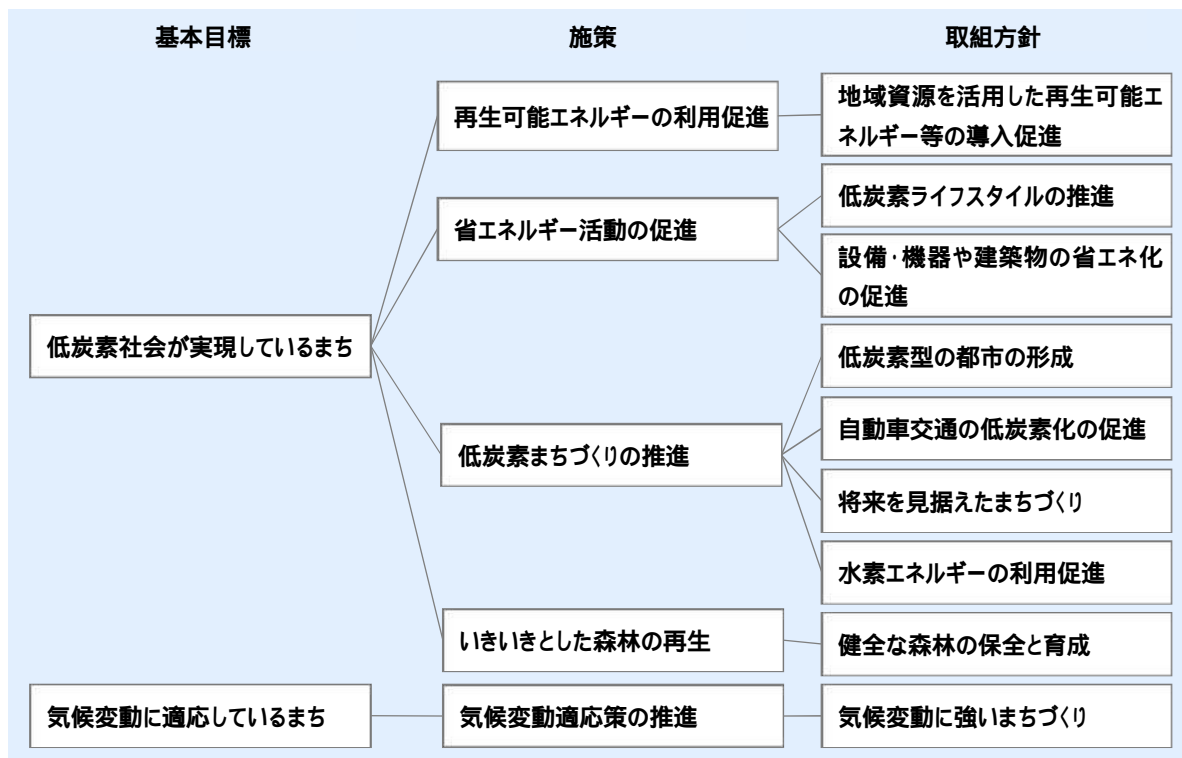 基本目標
施策
取組方針
再生可能エネルギーの利用促進
地域資源を活用した再生可能エ
ネルギー等の導入促進
省エネルギー活動の促進
低炭素ライフスタイルの推進
設備・機器や建築物の省エネ化
の促進
低炭素社会が実現しているまち
低炭素まちづくりの推進
低炭素型の都市の形成
自動車交通の低炭素化の促進
将来を見据えたまちづくり
水素エネルギーの利用促進
いきいきとした森林の再生
健全な森林の保全と育成
気候変動に適応しているまち
気候変動適応策の推進
気候変動に強いまちづくり